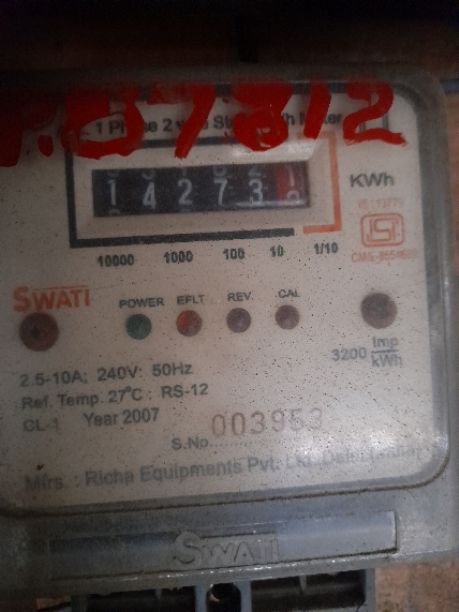 57812
1 Phase 2
14273
KWh
10000 1000 100 10 1/10
SWATI
POWER EFLT REV. CAL
3200 Imp/kWh
2.5-10A; 240V: 50Hz
Ref. Temp. 27°C : RS-12
CL-1 Year 2007
S.No. 003953
Mfrs. : Richa Equipments Pvt. Ltd.
SWATI